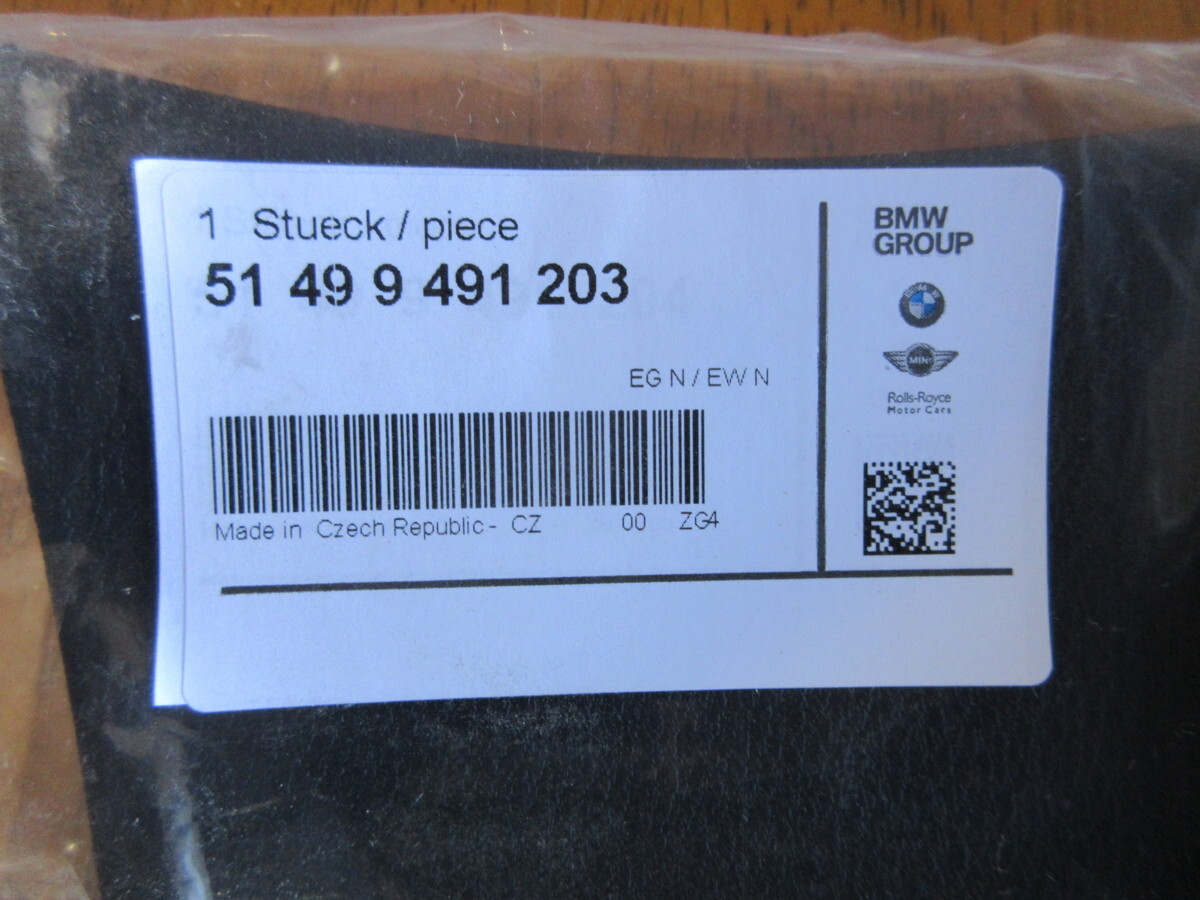 1 Stueck / piece
51 49 9 491 203
EG N / EW N
Made in Czech Republic - CZ 00 ZG4
BMW
GROUP
MINI
Rolls-Royce
Motor Cars